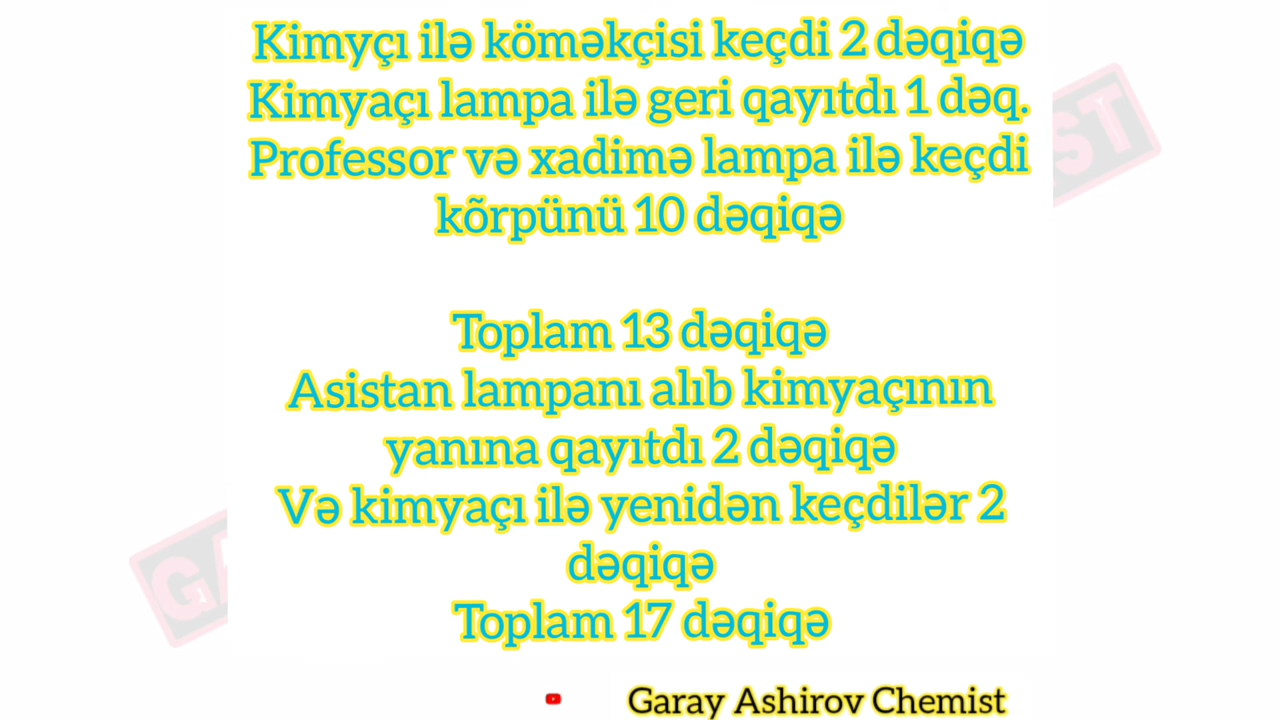 Kimyçı ilə köməkçisi keçdi 2 dəqiqə
Kimyaçı lampa ilə geri qayıtdı 1 dəq.
Professor və xadimə lampa ilə keçdi
kõrpünü 10 dəqiqə
Toplam 13 dəqiqə
Asistan lampanı alıb kimyaçının
yanına qayıtdı 2 dəqiqə
Və kimyaçı ilə yenidən keçdilər 2
dəqiqə
Toplam 17 dəqiqə
Garay Ashirov Chemist